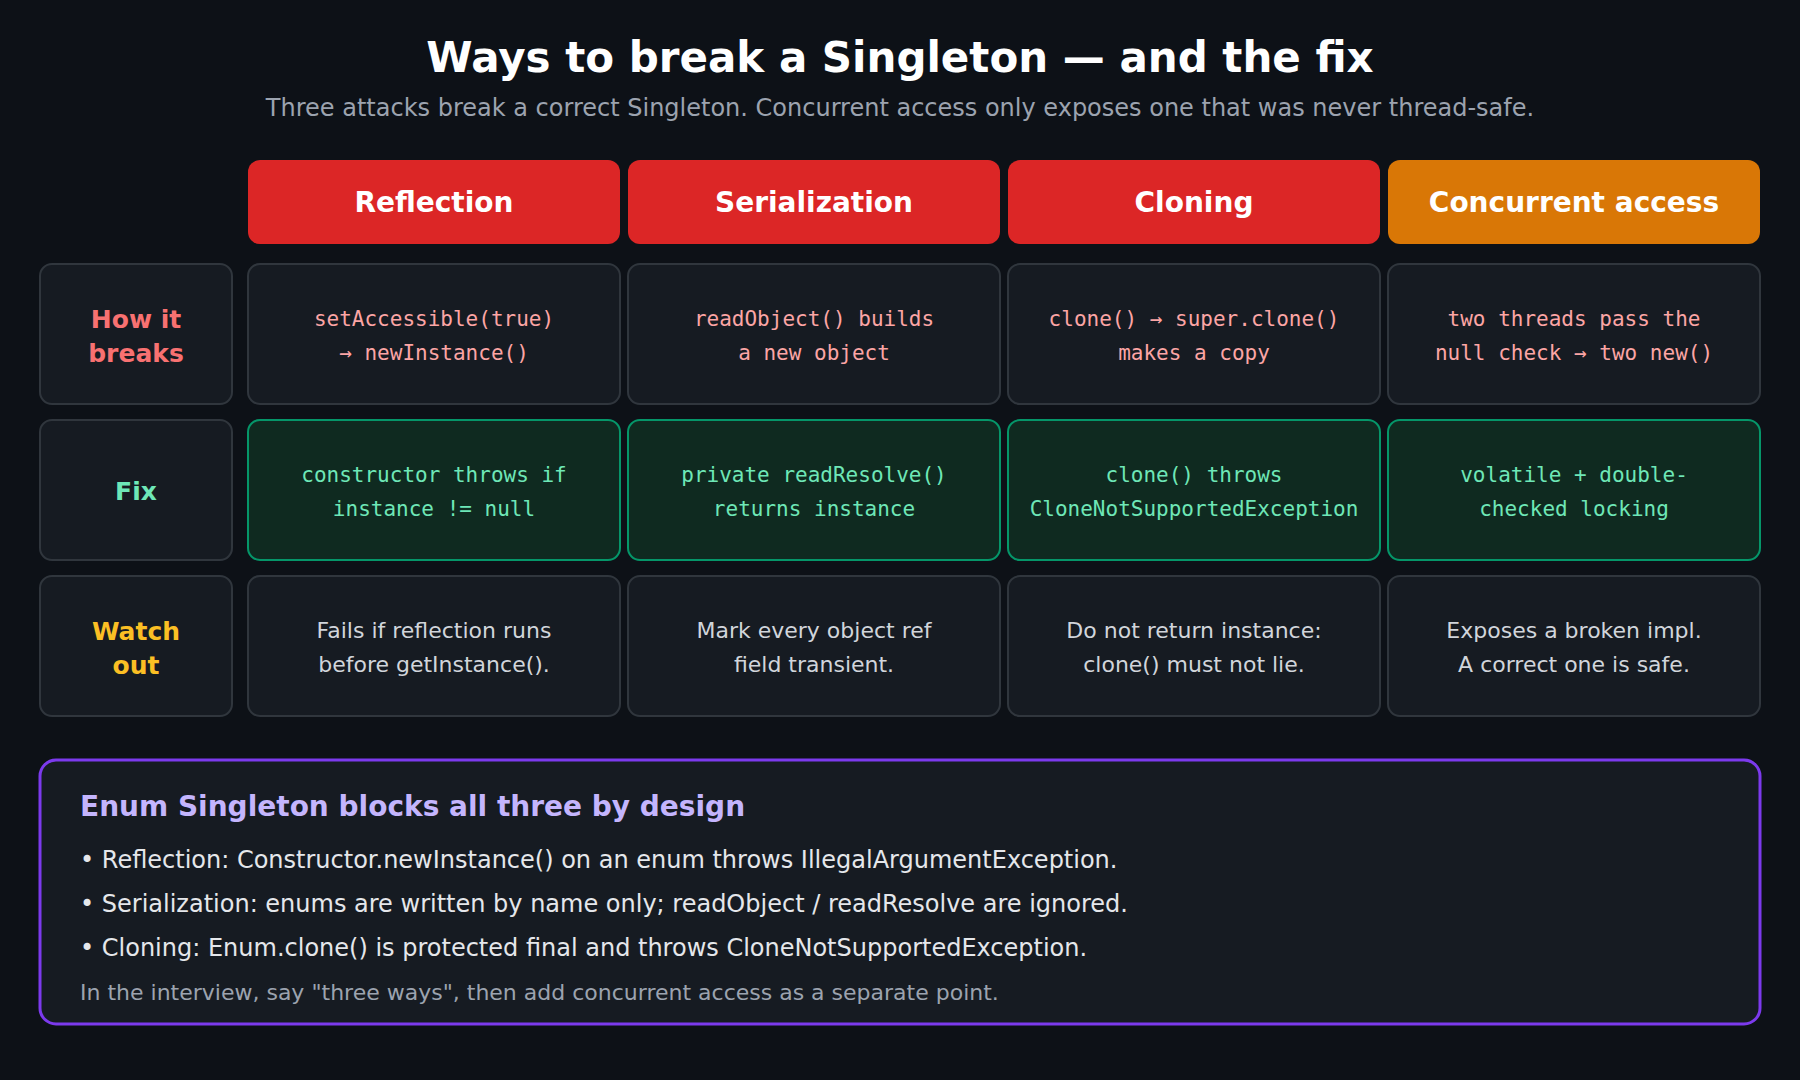 Ways to break a Singleton — and the fix
Three attacks break a correct Singleton. Concurrent access only exposes one that was never thread-safe.
Reflection
Serialization
Cloning
Concurrent access
How it
breaks
setAccessible(true)
→ newInstance()
readObject() builds
a new object
clone() → super.clone()
makes a copy
two threads pass the
null check → two new()
Fix
constructor throws if
instance != null
private readResolve()
returns instance
clone() throws
CloneNotSupportedException
volatile + double-
checked locking
Watch
out
Fails if reflection runs
before getInstance().
Mark every object ref
field transient.
Do not return instance:
clone() must not lie.
Exposes a broken impl.
A correct one is safe.
Enum Singleton blocks all three by design
• Reflection: Constructor.newInstance() on an enum throws IllegalArgumentException.
• Serialization: enums are written by name only; readObject / readResolve are ignored.
• Cloning: Enum.clone() is protected final and throws CloneNotSupportedException.
In the interview, say "three ways", then add concurrent access as a separate point.